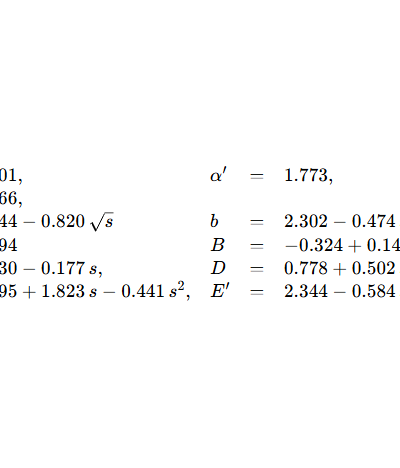 01, α′ = 1.773,
66,
44 − 0.820 √s b = 2.302 − 0.474
94 B = −0.324 + 0.14
30 − 0.177 s, D = 0.778 + 0.502
95 + 1.823 s − 0.441 s², E′ = 2.344 − 0.584